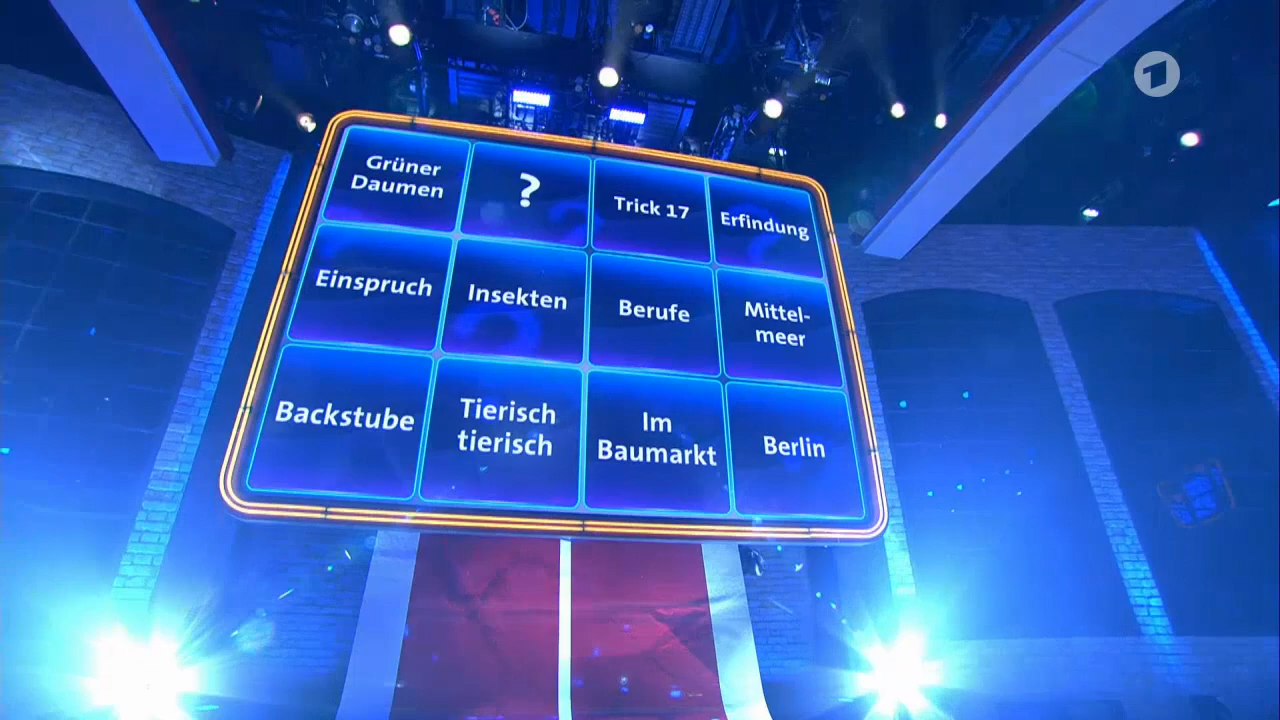 Grüner
Daumen
?
Trick 17
Erfindung
Einspruch
Insekten
Berufe
Mittel-
meer
Backstube
Tierisch
tierisch
Im
Baumarkt
Berlin
1